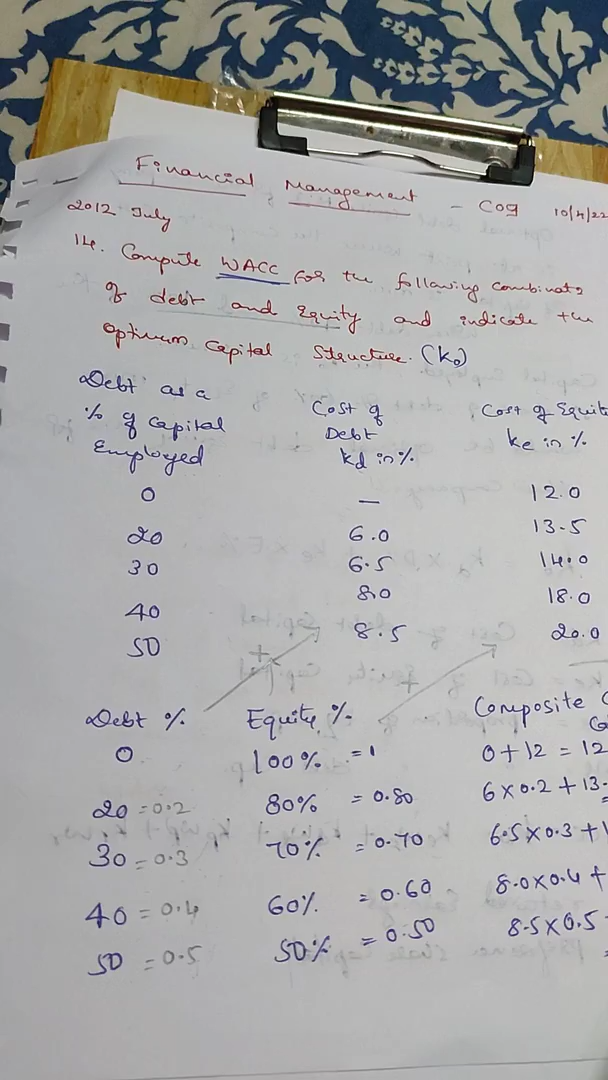 Financial Management - C09 10/4/22
2012 July
14. Compute WACC for the following combinats
of debt and Equity and indicate the
optimum Capital Structure. (Ko)
Debt as a
% of Capital
Employed
Cost of
Debt
kd in %
Cost of Equite
ke in %
0 — 12.0
20 6.0 13.5
30 6.5 14.0
40 8.0 18.0
50 8.5 20.0
+ +
Debt % Equite % Composite C
0 100% = 1 0 + 12 = 12
20 = 0.2 80% = 0.80 6 x 0.2 + 13.
30 = 0.3 70% = 0.70 6.5 x 0.3 + 1
40 = 0.4 60% = 0.60 8.0 x 0.4 +
50 = 0.5 50% = 0.50 8.5 x 0.5